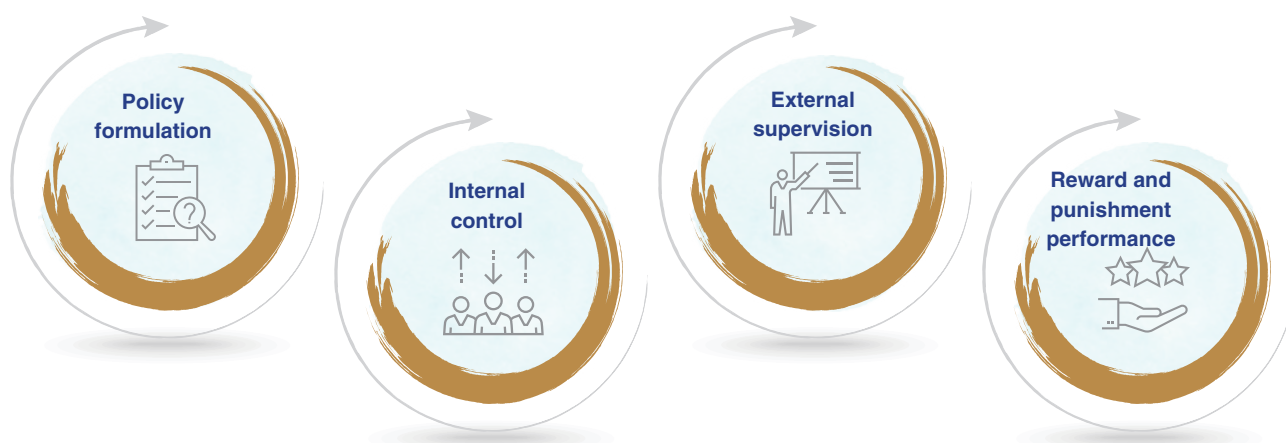 Policy
formulation
Internal
control
External
supervision
Reward and
punishment
performance